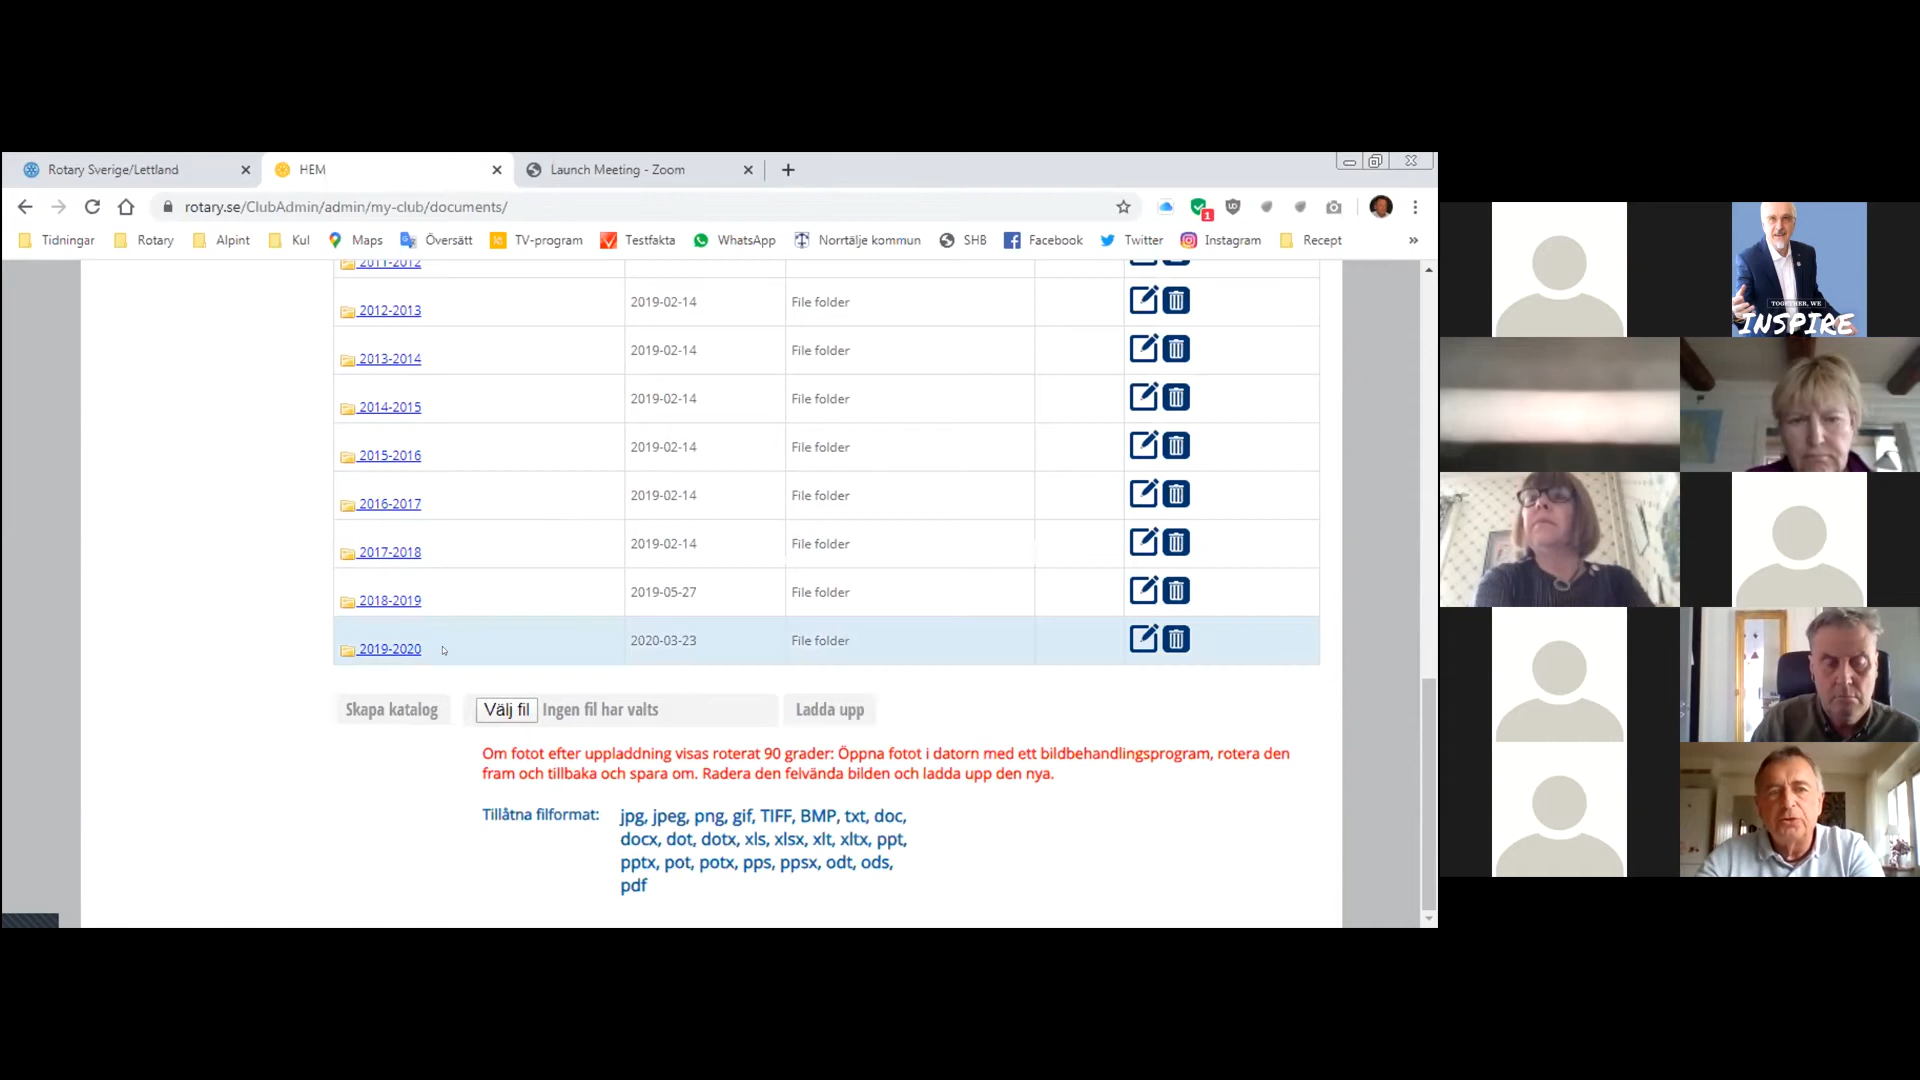 Rotary Sverige/Lettland
HEM
Launch Meeting - Zoom
rotary.se/ClubAdmin/admin/my-club/documents/
1
Tidningar Rotary Alpint Kul Maps Översätt TV-program Testfakta WhatsApp Norrtälje kommun SHB Facebook Twitter Instagram Recept »
2011-2012
2012-2013 2019-02-14 File folder
2013-2014 2019-02-14 File folder
2014-2015 2019-02-14 File folder
2015-2016 2019-02-14 File folder
2016-2017 2019-02-14 File folder
2017-2018 2019-02-14 File folder
2018-2019 2019-05-27 File folder
2019-2020 2020-03-23 File folder
Skapa katalog Välj fil Ingen fil har valts Ladda upp
Om fotot efter uppladdning visas roterat 90 grader: Öppna fotot i datorn med ett bildbehandlingsprogram, rotera den
fram och tillbaka och spara om. Radera den felvända bilden och ladda upp den nya.
Tillåtna filformat: jpg, jpeg, png, gif, TIFF, BMP, txt, doc,
docx, dot, dotx, xls, xlsx, xlt, xltx, ppt,
pptx, pot, potx, pps, ppsx, odt, ods,
pdf
TOGETHER, WE
INSPIRE